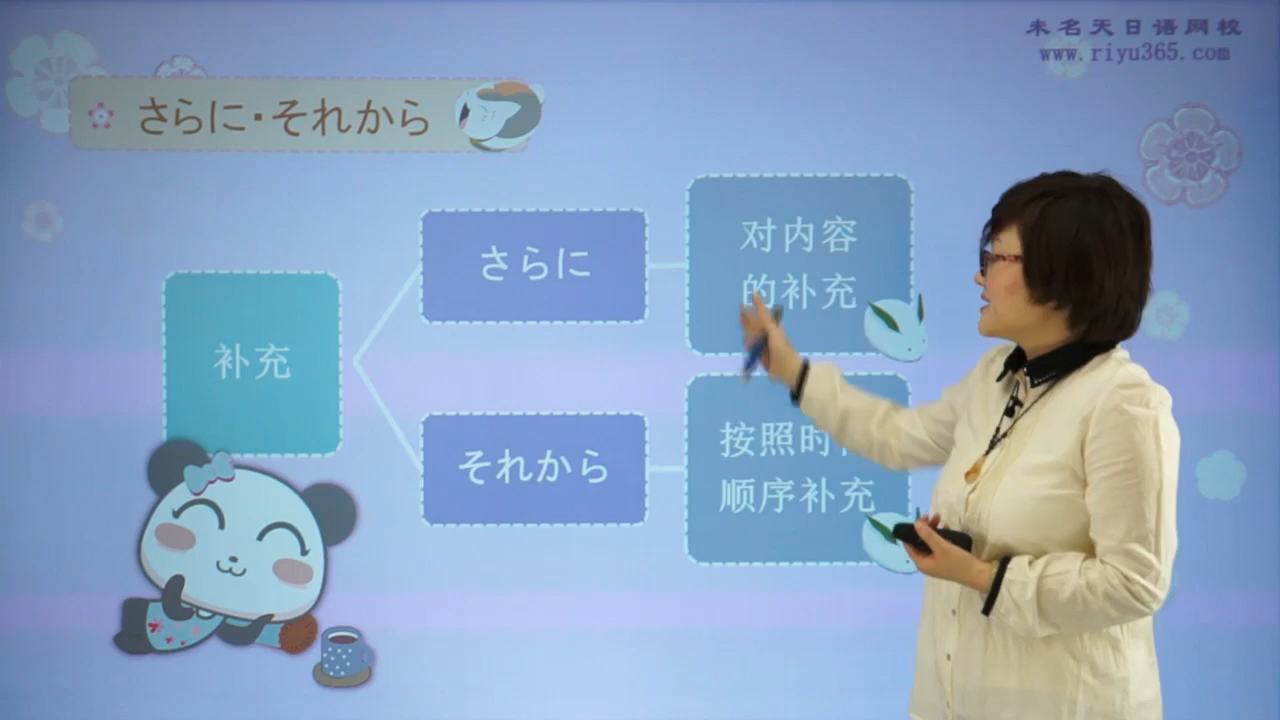 未名天日语网校
www.riyu365.com
さらに・それから
补充
さらに
对内容
的补充
それから
按照时
顺序补充